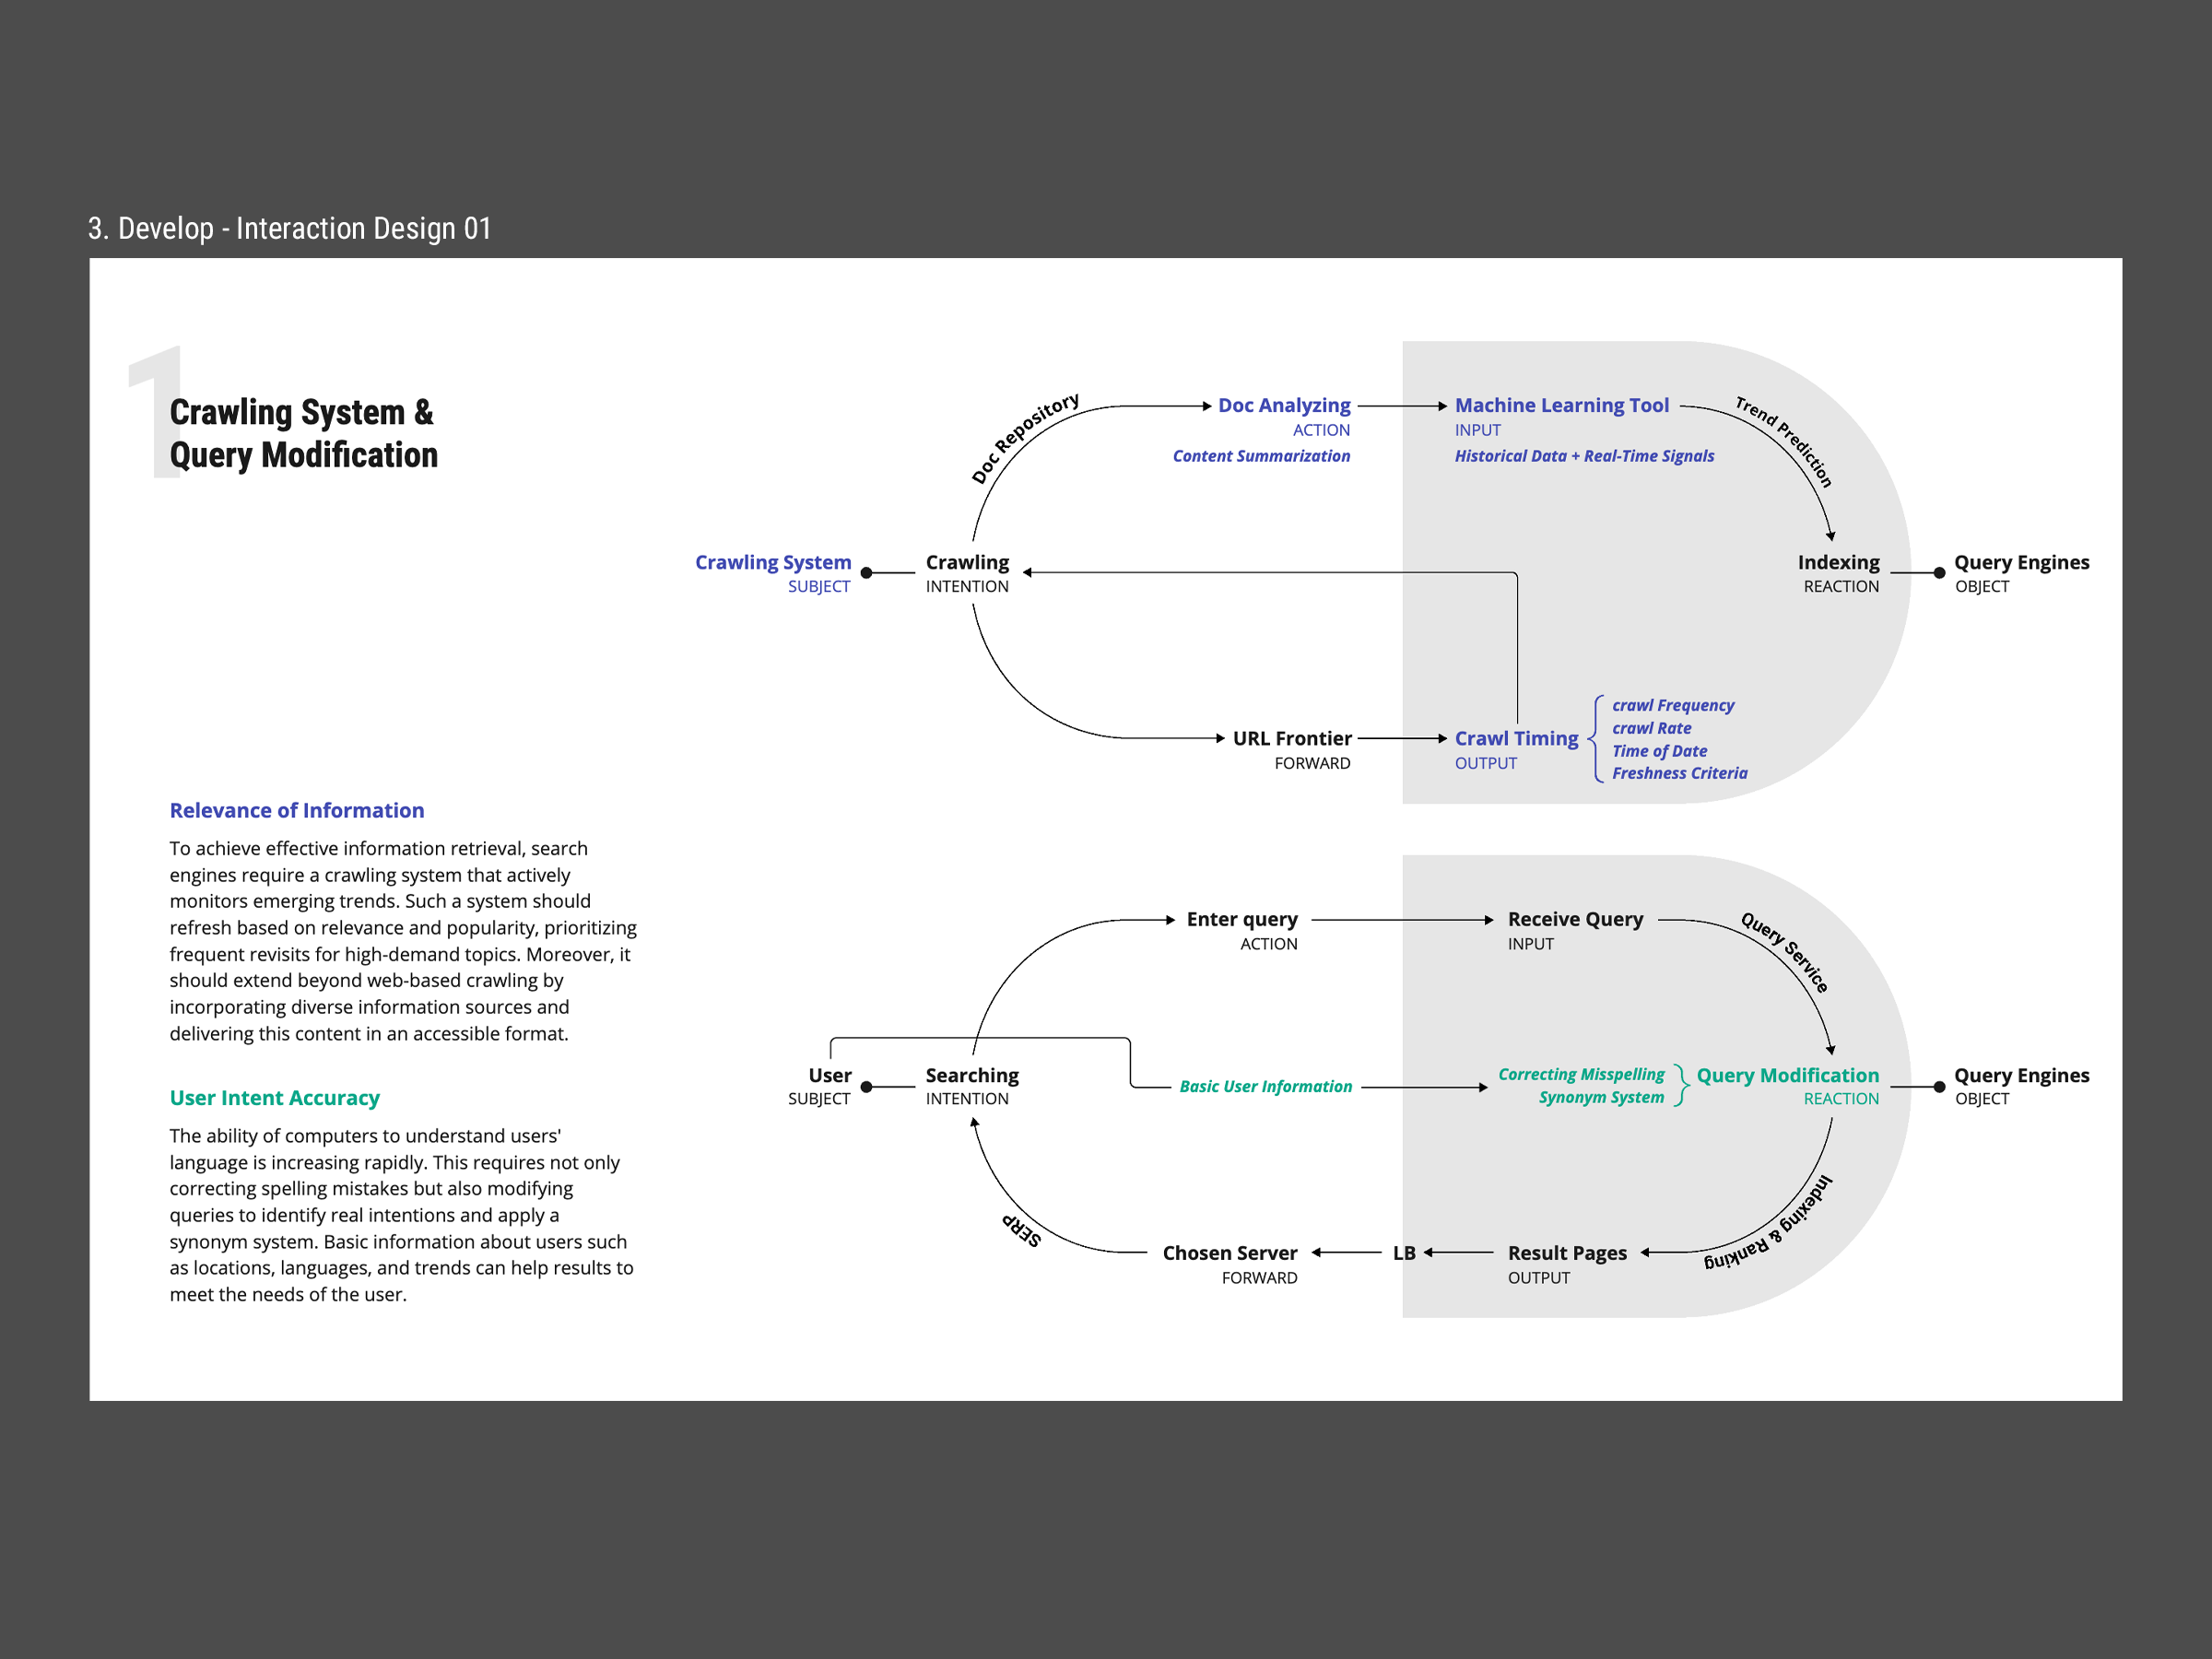 3. Develop - Interaction Design 01
1
Crawling System &
Query Modification
Relevance of Information
To achieve effective information retrieval, search
engines require a crawling system that actively
monitors emerging trends. Such a system should
refresh based on relevance and popularity, prioritizing
frequent revisits for high-demand topics. Moreover, it
should extend beyond web-based crawling by
incorporating diverse information sources and
delivering this content in an accessible format.
User Intent Accuracy
The ability of computers to understand users'
language is increasing rapidly. This requires not only
correcting spelling mistakes but also modifying
queries to identify real intentions and apply a
synonym system. Basic information about users such
as locations, languages, and trends can help results to
meet the needs of the user.
Doc Repository
Doc Analyzing
ACTION
Content Summarization
Machine Learning Tool
INPUT
Historical Data + Real-Time Signals
Trend Prediction
Crawling System
SUBJECT
Crawling
INTENTION
Indexing
REACTION
Query Engines
OBJECT
URL Frontier
FORWARD
Crawl Timing
OUTPUT
crawl Frequency
crawl Rate
Time of Date
Freshness Criteria
Enter query
ACTION
Receive Query
INPUT
Query Service
User
SUBJECT
Searching
INTENTION
Basic User Information
Correcting Misspelling
Synonym System
Query Modification
REACTION
Query Engines
OBJECT
SERP
Chosen Server
FORWARD
LB
Result Pages
OUTPUT
Indexing & Ranking